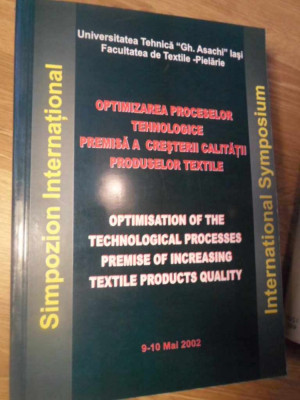 Universitatea Tehnică "Gh. Asachi" Iaşi
Facultatea de Textile -Pielărie
Simpozion Internaţional
OPTIMIZAREA PROCESELOR
TEHNOLOGICE
PREMISĂ A CREŞTERII CALITĂŢII
PRODUSELOR TEXTILE
OPTIMISATION OF THE
TECHNOLOGICAL PROCESSES
PREMISE OF INCREASING
TEXTILE PRODUCTS QUALITY
International Symposium
9-10 Mai 2002